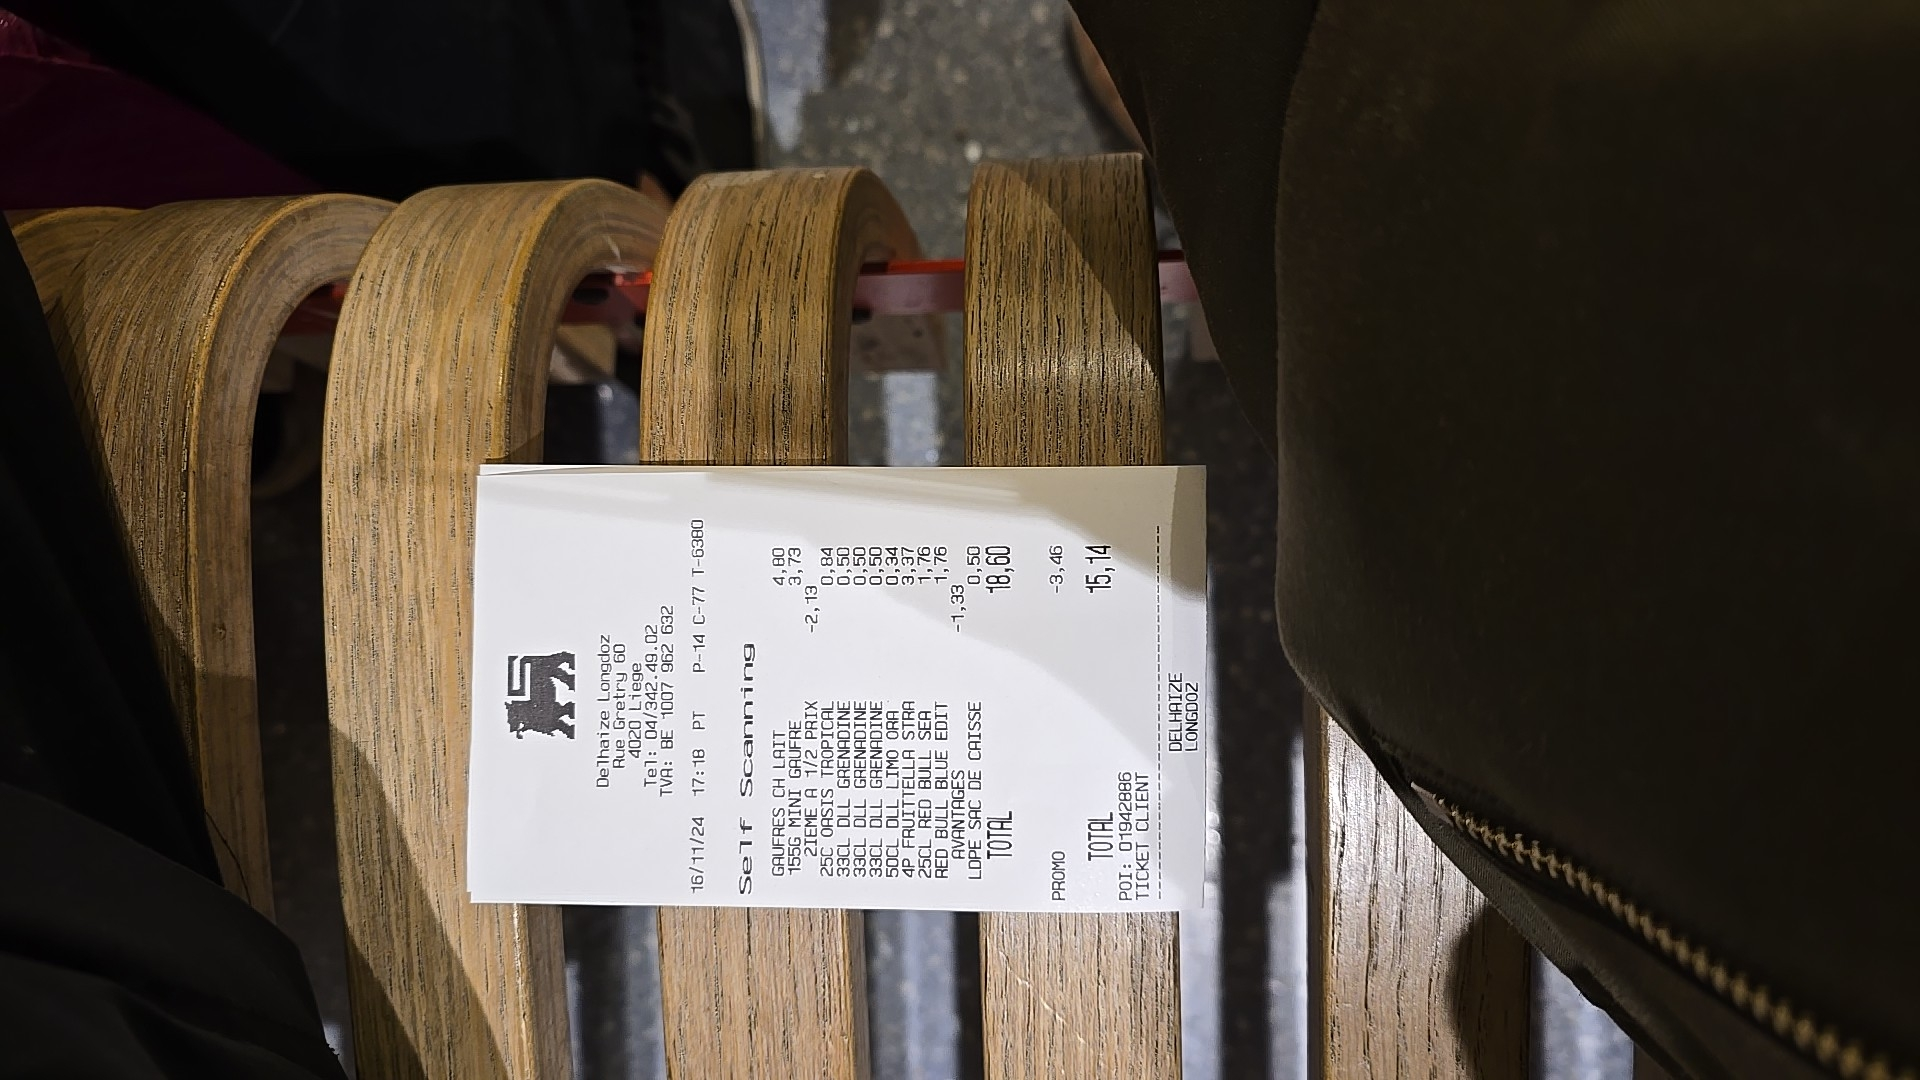 Delhaize Longdoz
Rue Gretry 60
4020 Liege
Tel: 04/342.49.02
TVA: BE 1007 962 632
16/11/24 17:18 PT P-14 C-77 T-6380
Self Scanning
GAUFRES CH LAIT 4,80
155G MINI GAUFRE 3,73
2IEME A 1/2 PRIX -2,13
25C OASIS TROPICAL 0,84
33CL DLL GRENADINE 0,50
33CL DLL GRENADINE 0,50
33CL DLL GRENADINE 0,50
50CL DLL LIMO ORA 0,34
4P FRUITTELLA STRA 3,37
25CL RED BULL SEA 1,76
RED BULL BLUE EDIT 1,76
AVANTAGES -1,33
LDPE SAC DE CAISSE 0,50
TOTAL 18,60
PROMO -3,46
TOTAL 15,14
POI: 01942886
TICKET CLIENT
DELHAIZE
LONGDOZ